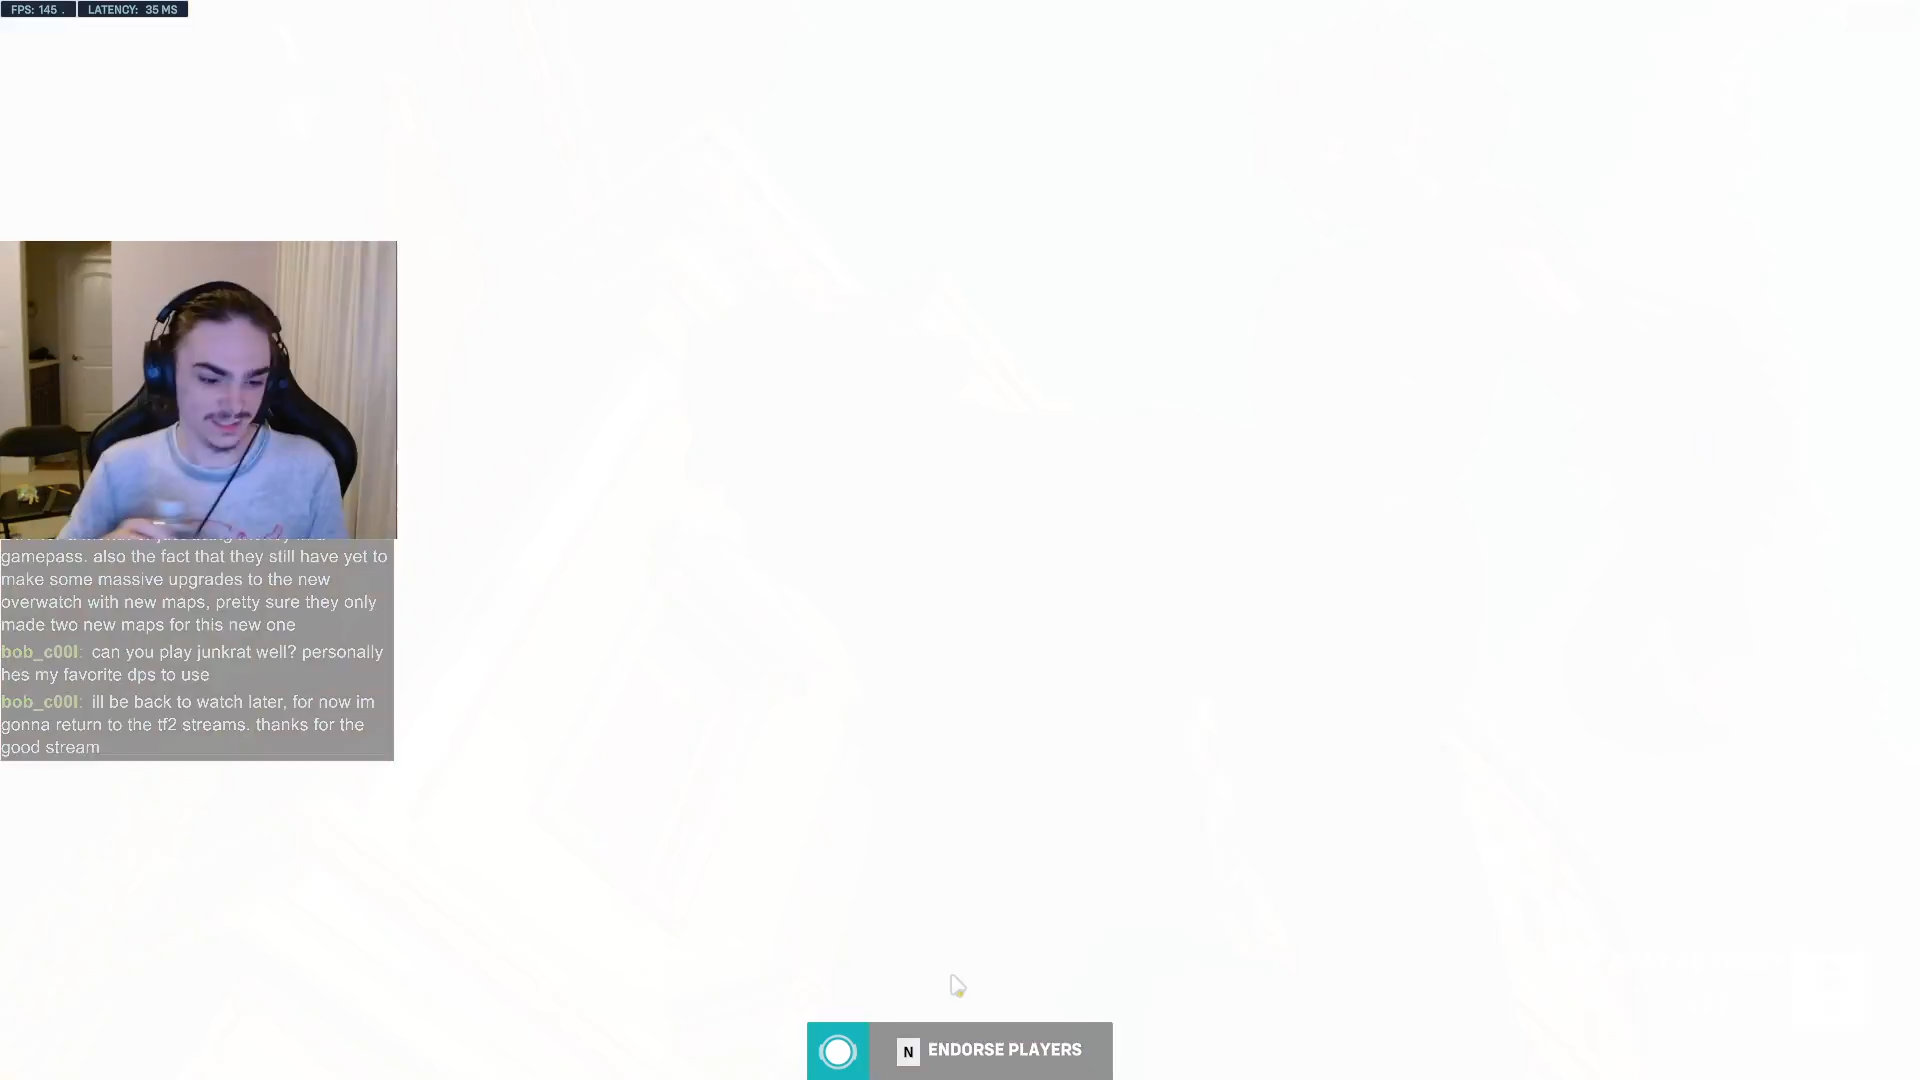 FPS: 145 .
LATENCY: 35 MS
gamepass. also the fact that they still have yet to
make some massive upgrades to the new
overwatch with new maps, pretty sure they only
made two new maps for this new one
bob_c00l: can you play junkrat well? personally
hes my favorite dps to use
bob_c00l: ill be back to watch later, for now im
gonna return to the tf2 streams. thanks for the
good stream
N ENDORSE PLAYERS